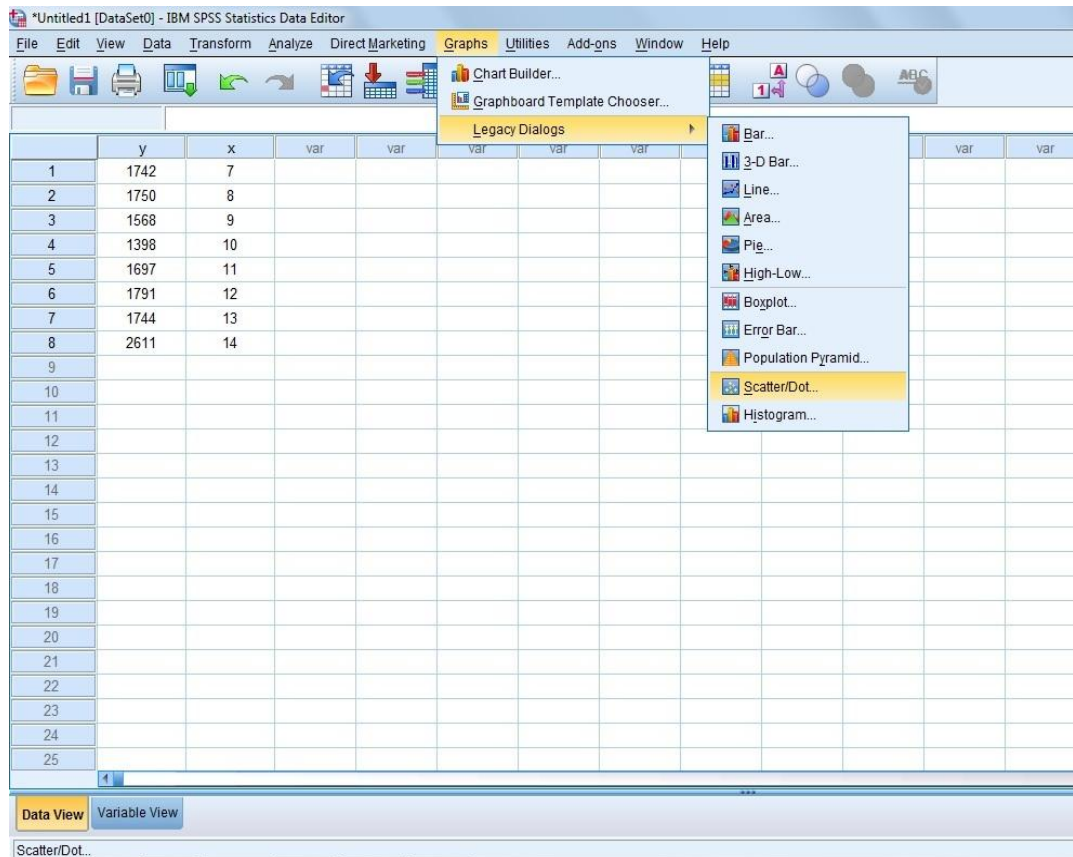 *Untitled1 [DataSet0] - IBM SPSS Statistics Data Editor
File Edit View Data Transform Analyze Direct Marketing Graphs Utilities Add-ons Window Help
Chart Builder...
Graphboard Template Chooser...
Legacy Dialogs
Bar...
3-D Bar...
Line...
Area...
Pie...
High-Low...
Boxplot...
Error Bar...
Population Pyramid...
Scatter/Dot...
Histogram...
A
1 4
ABC
y x var var var var var var var
1 1742 7
2 1750 8
3 1568 9
4 1398 10
5 1697 11
6 1791 12
7 1744 13
8 2611 14
9
10
11
12
13
14
15
16
17
18
19
20
21
22
23
24
25
Data View Variable View
Scatter/Dot...